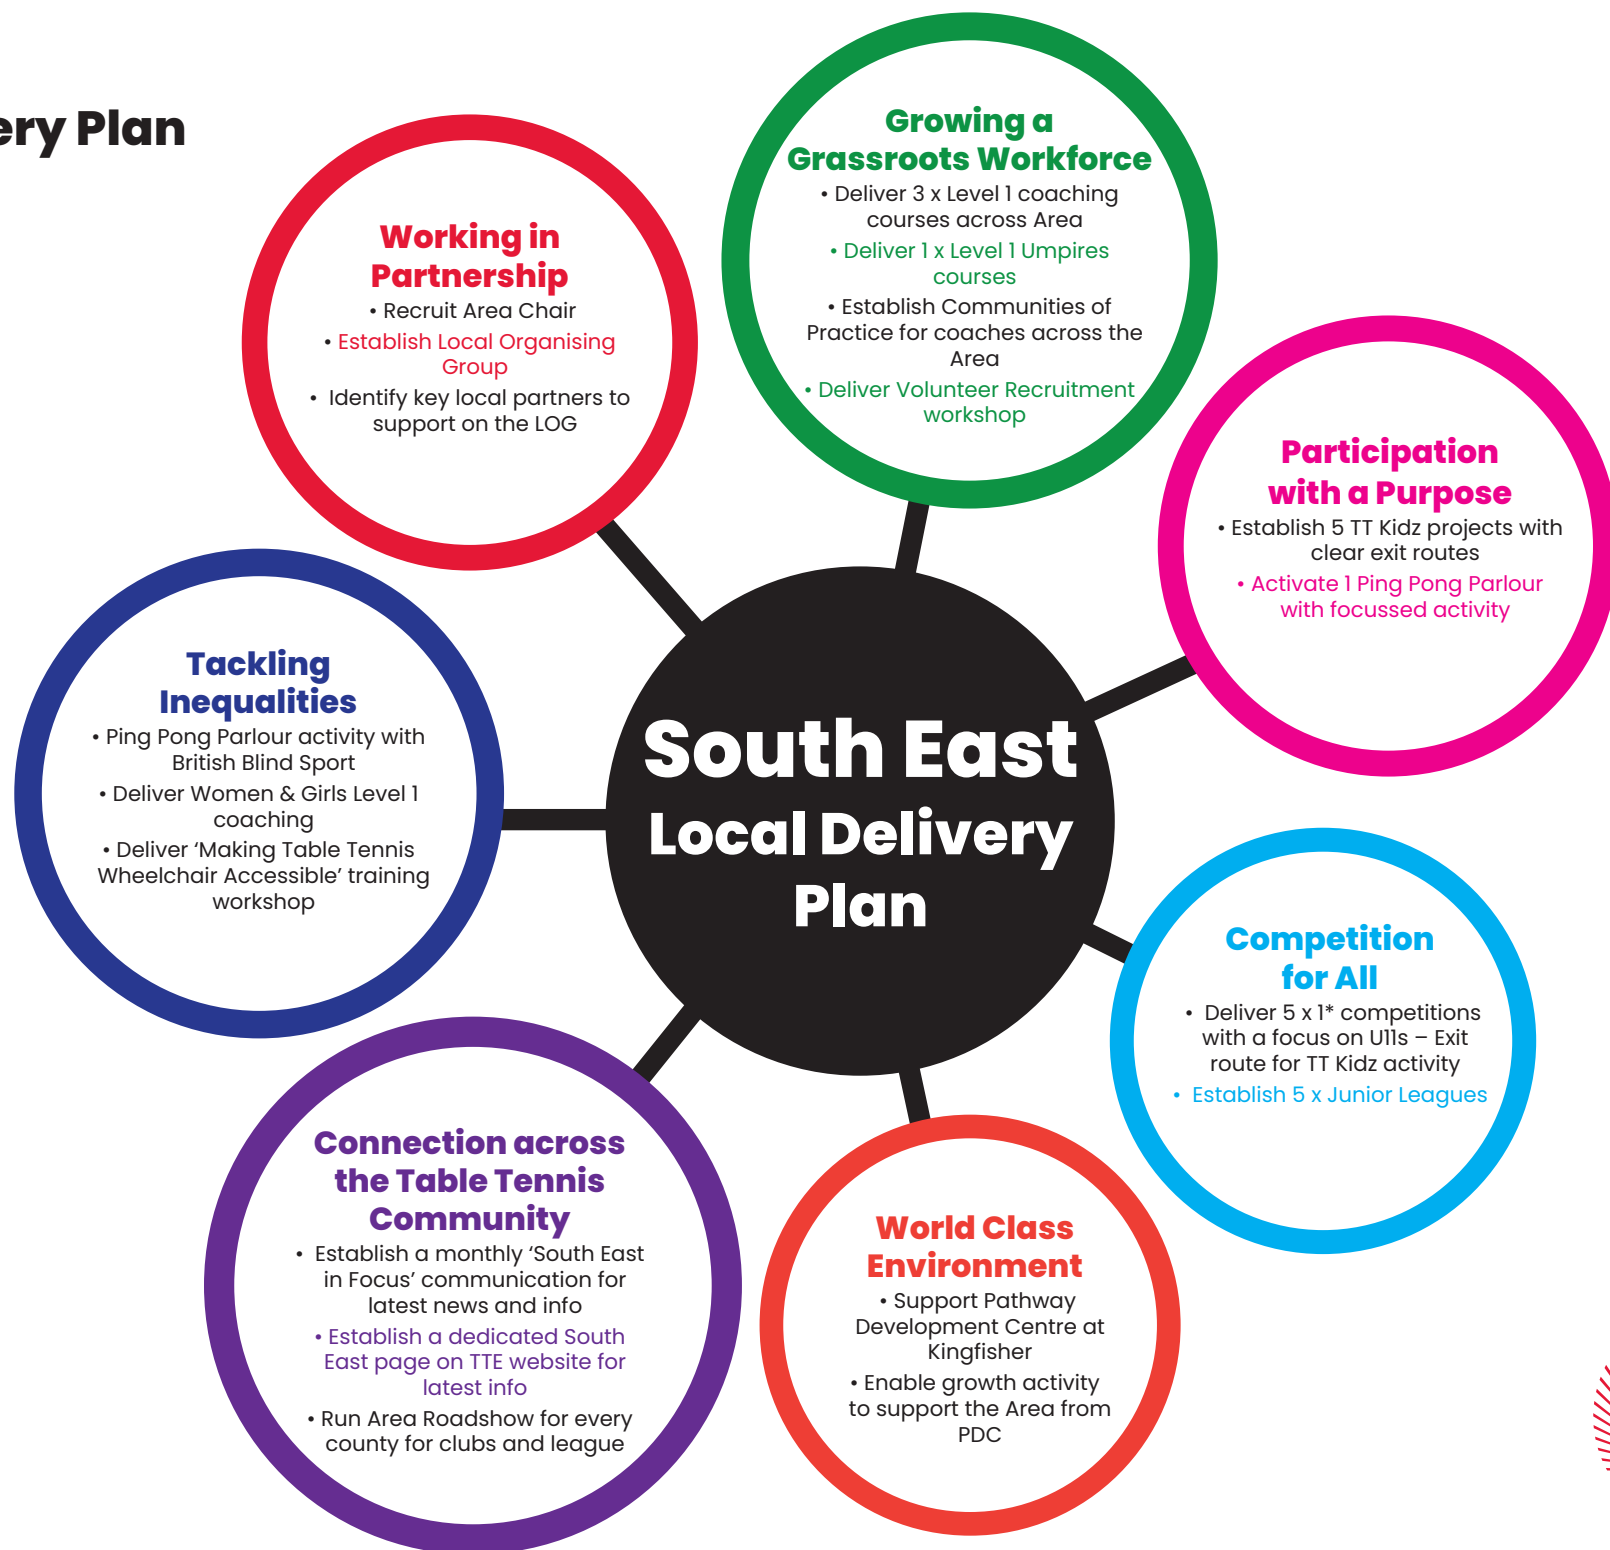 ery Plan
Growing a
Grassroots Workforce
• Deliver 3 x Level 1 coaching
courses across Area
• Deliver 1 x Level 1 Umpires
courses
• Establish Communities of
Practice for coaches across the
Area
• Deliver Volunteer Recruitment
workshop
Working in
Partnership
• Recruit Area Chair
• Establish Local Organising
Group
• Identify key local partners to
support on the LOG
Participation
with a Purpose
• Establish 5 TT Kidz projects with
clear exit routes
• Activate 1 Ping Pong Parlour
with focussed activity
Tackling
Inequalities
• Ping Pong Parlour activity with
British Blind Sport
• Deliver Women & Girls Level 1
coaching
• Deliver ‘Making Table Tennis
Wheelchair Accessible’ training
workshop
South East
Local Delivery
Plan
Competition
for All
• Deliver 5 x 1* competitions
with a focus on U11s – Exit
route for TT Kidz activity
• Establish 5 x Junior Leagues
Connection across
the Table Tennis
Community
• Establish a monthly ‘South East
in Focus’ communication for
latest news and info
• Establish a dedicated South
East page on TTE website for
latest info
• Run Area Roadshow for every
county for clubs and league
World Class
Environment
• Support Pathway
Development Centre at
Kingfisher
• Enable growth activity
to support the Area from
PDC